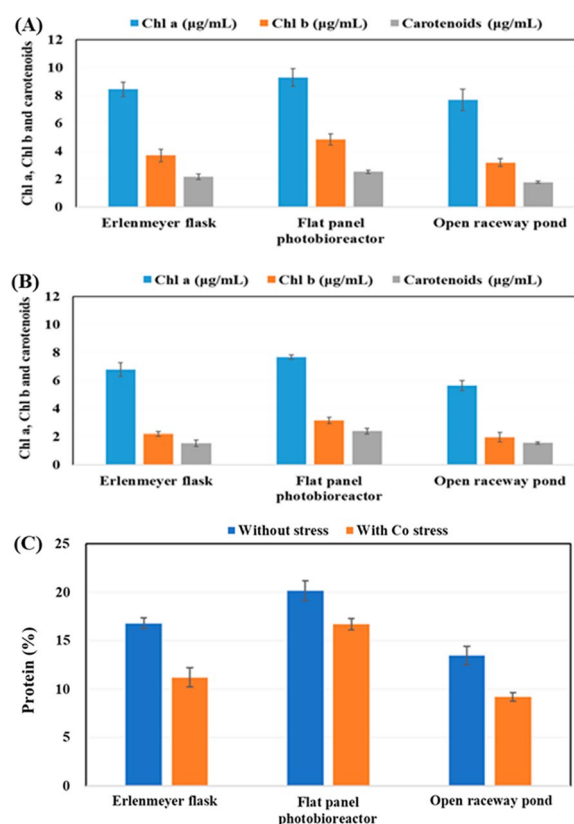 (A)
Chl a (µg/mL) Chl b (µg/mL) Carotenoids (µg/mL)
Chl a, Chl b and carotenoids
12
10
8
6
4
2
0
Erlenmeyer flask
Flat panel
photobioreactor
Open raceway pond
(B)
Chl a (µg/mL) Chl b (µg/mL) Carotenoids (µg/mL)
Chl a, Chl b and carotenoids
12
10
8
6
4
2
0
Erlenmeyer flask
Flat panel
photobioreactor
Open raceway pond
(C)
Without stress With Co stress
Protein (%)
25
20
15
10
5
0
Erlenmeyer flask
Flat panel
photobioreactor
Open raceway pond